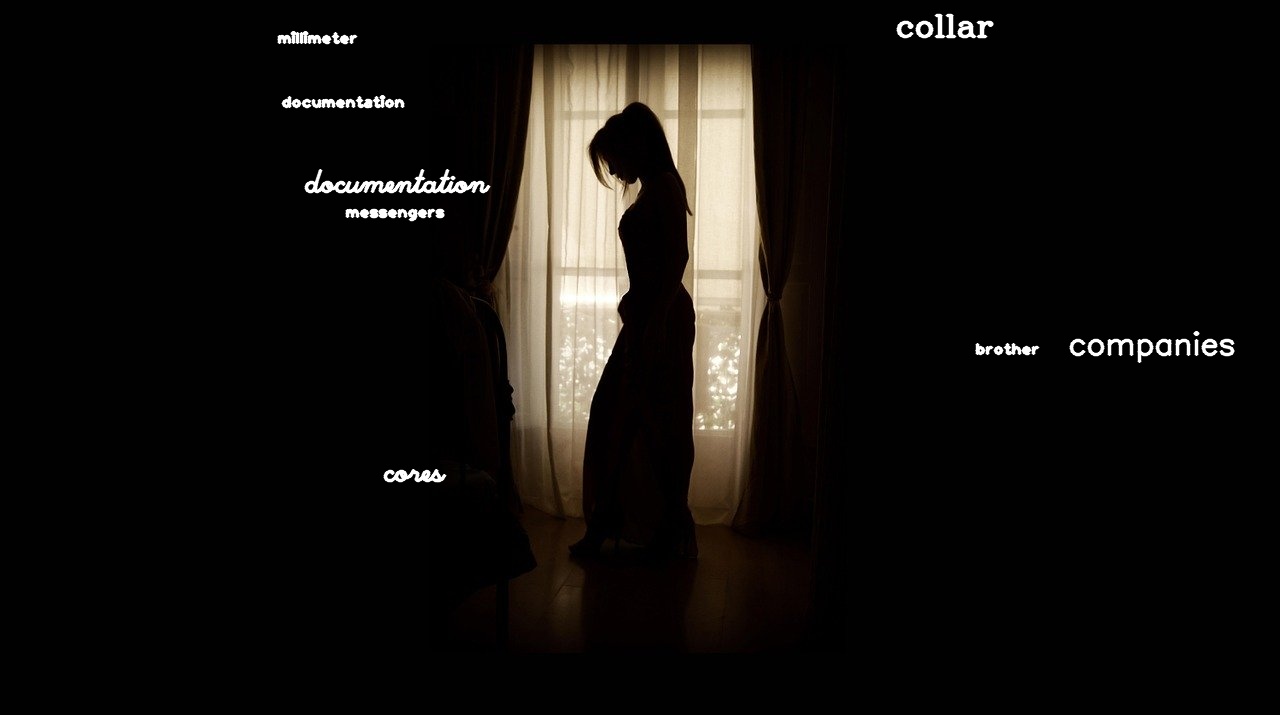 collar
millimeter
documentation
documentation
messengers
brother companies
cores